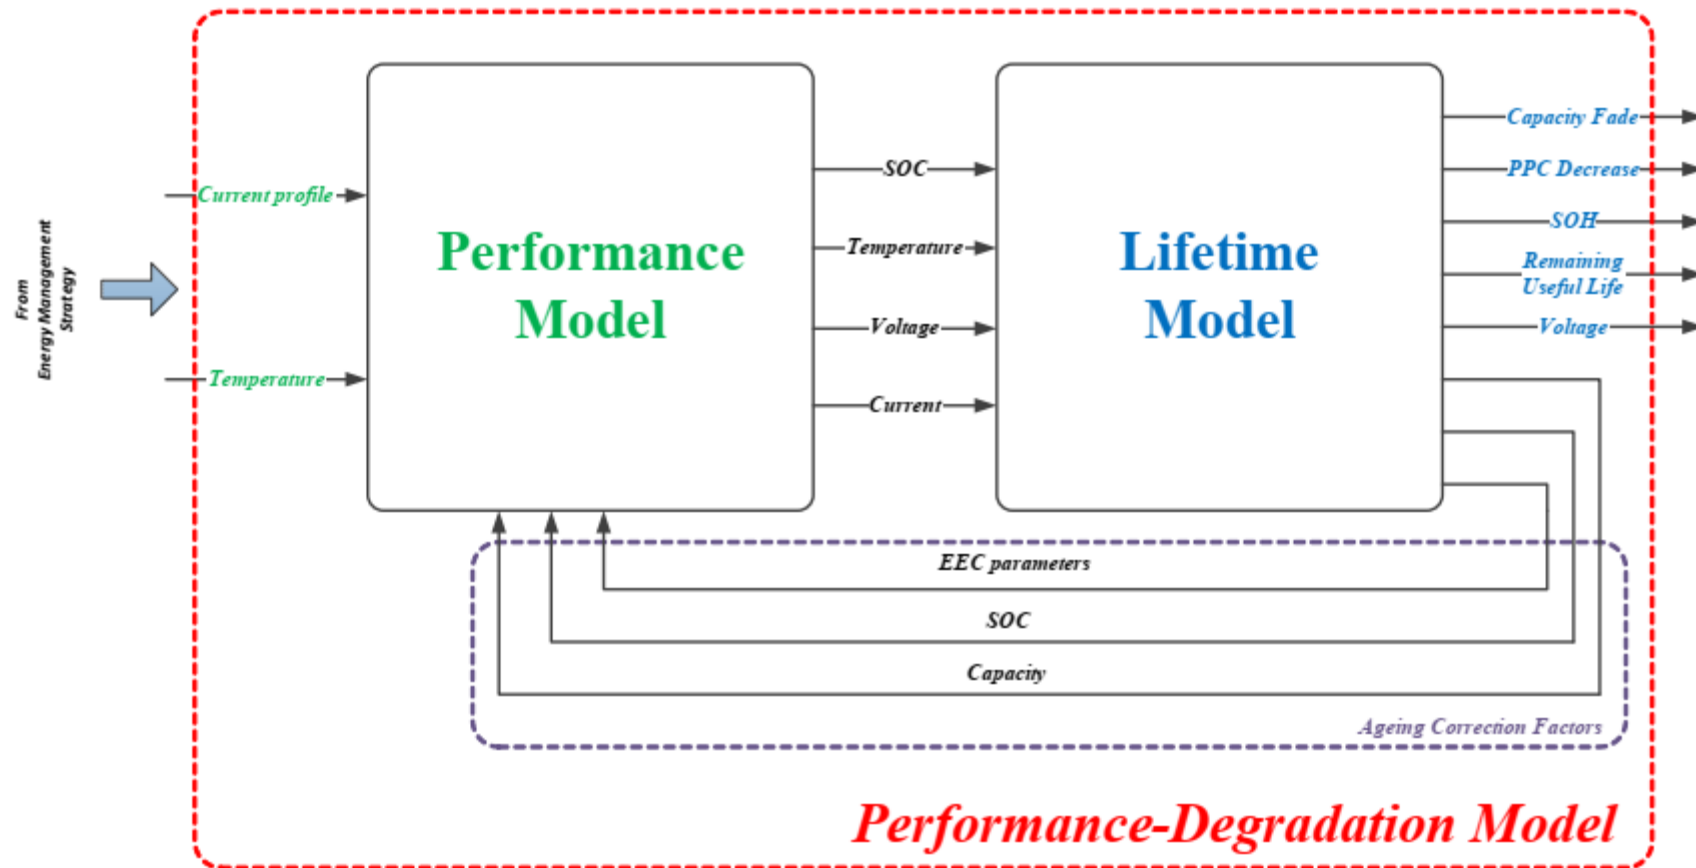 From
Energy Management
Strategy
Current profile
Temperature
Performance
Model
SOC
Temperature
Voltage
Current
Lifetime
Model
Capacity Fade
PPC Decrease
SOH
Remaining
Useful Life
Voltage
EEC parameters
SOC
Capacity
Ageing Correction Factors
Performance-Degradation Model